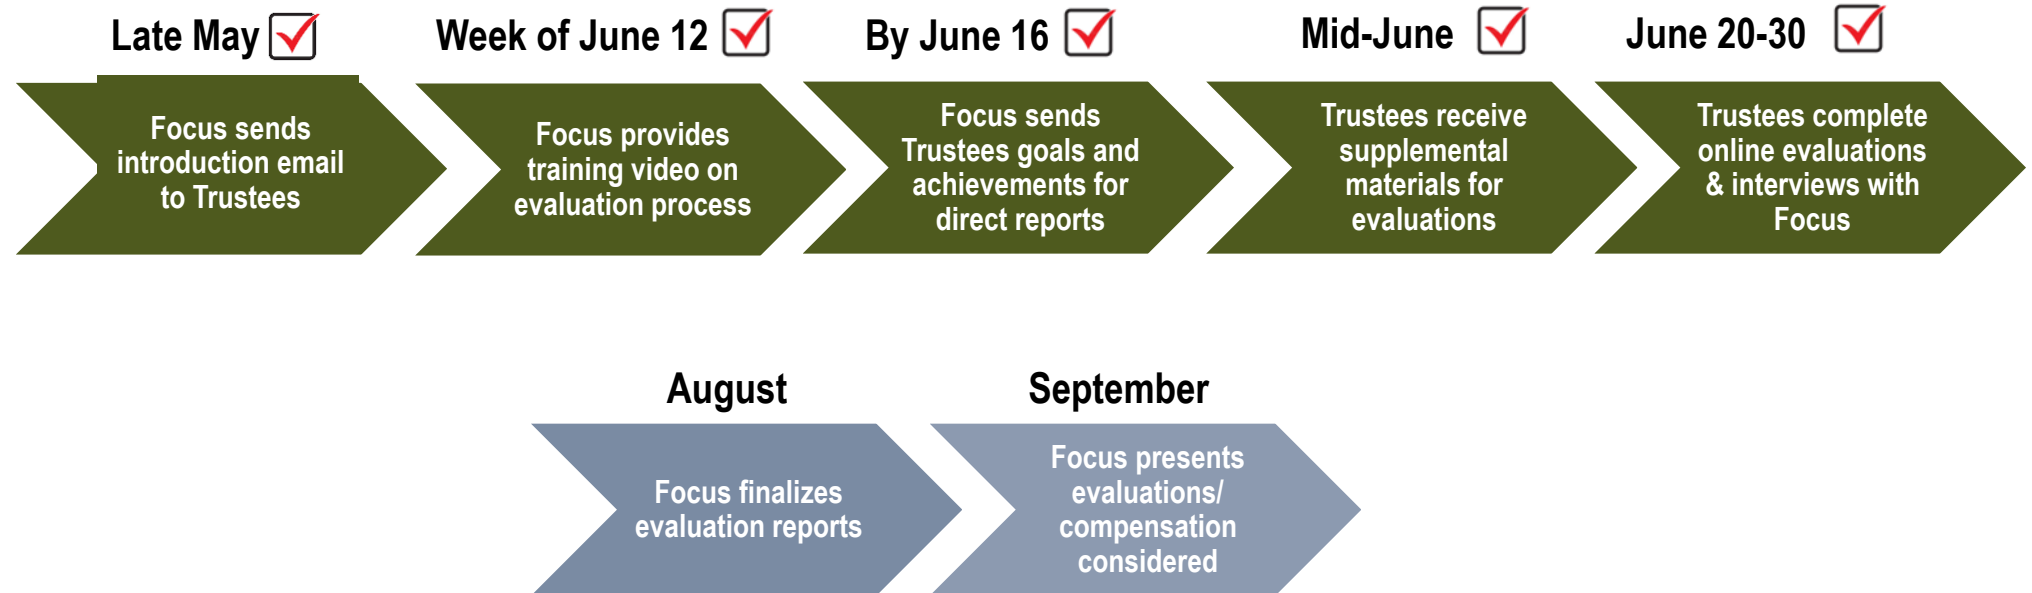 Late May
Focus sends
introduction email
to Trustees
Week of June 12
Focus provides
training video on
evaluation process
By June 16
Focus sends
Trustees goals and
achievements for
direct reports
Mid-June
Trustees receive
supplemental
materials for
evaluations
June 20-30
Trustees complete
online evaluations
& interviews with
Focus
August
Focus finalizes
evaluation reports
September
Focus presents
evaluations/
compensation
considered